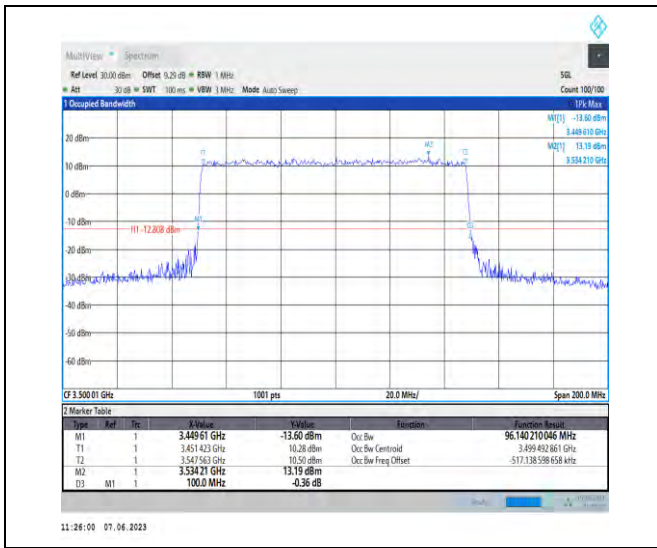 MultiView Spectrum
Ref Level 30.00 dBm Offset 9.29 dB RBW 1 MHz SGL
Att 30 dB SWT 100 ms VBW 3 MHz Mode Auto Sweep Count 100/100
1 Occupied Bandwidth 1Pk Max
M1[1] -13.60 dBm
3.449 610 GHz
M2[1] 13.19 dBm
3.534 210 GHz
20 dBm
T1 M2 T2
10 dBm
0 dBm
-10 dBm
M1 D3
H1 -12.808 dBm
-20 dBm
-30 dBm
-40 dBm
-50 dBm
-60 dBm
CF 3.500 01 GHz 1001 pts 20.0 MHz/ Span 200.0 MHz
2 Marker Table
Type Ref Trc X-Value Y-Value Function Function Result
M1 1 3.449 61 GHz -13.60 dBm Occ Bw 96.140 210 046 MHz
T1 1 3.451 423 GHz 10.28 dBm Occ Bw Centroid 3.499 492 861 GHz
T2 1 3.547 563 GHz 10.50 dBm Occ Bw Freq Offset -517.138 598 658 kHz
M2 1 3.534 21 GHz 13.19 dBm
D3 M1 1 100.0 MHz -0.36 dB
11:26:00 07.06.2023